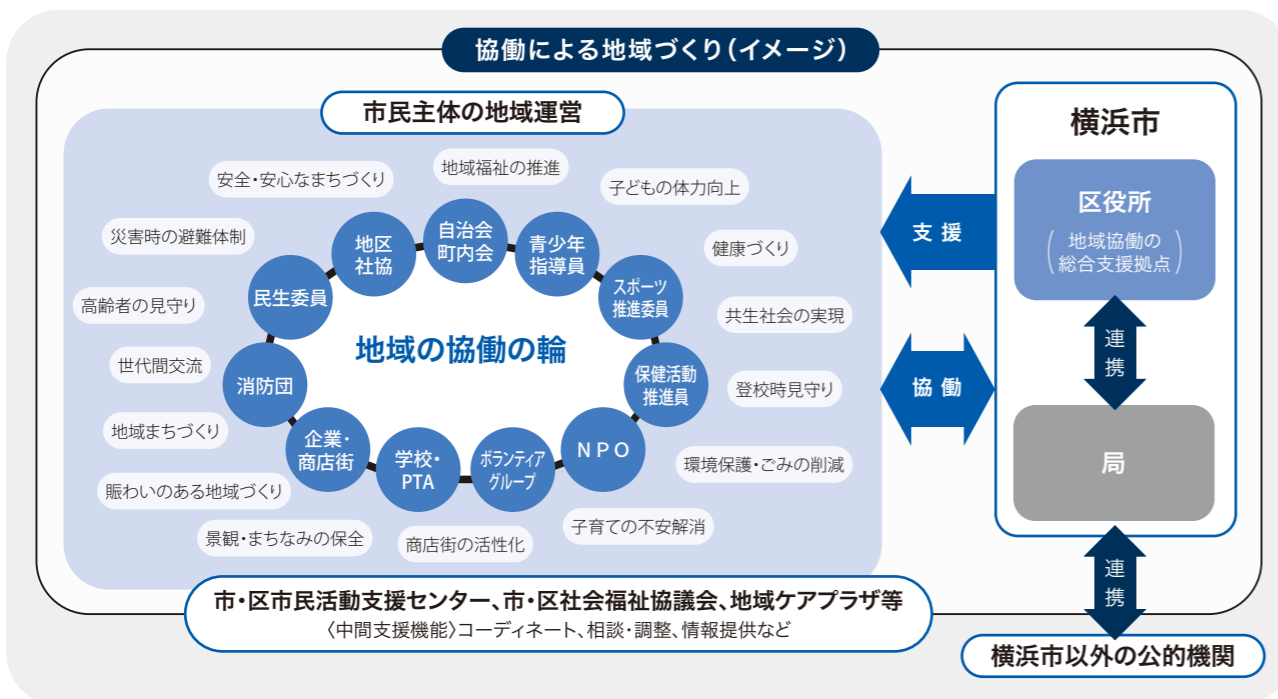 協働による地域づくり(イメージ)
市民主体の地域運営
安全・安心なまちづくり
地域福祉の推進
子どもの体力向上
災害時の避難体制
健康づくり
高齢者の見守り
共生社会の実現
世代間交流
登校時見守り
地域まちづくり
環境保護・ごみの削減
賑わいのある地域づくり
子育ての不安解消
景観・まちなみの保全
商店街の活性化
地域の協働の輪
自治会
町内会
青少年
指導員
スポーツ
推進委員
保健活動
推進員
NPO
ボランティア
グループ
学校・
PTA
企業・
商店街
消防団
民生委員
地区
社協
市・区市民活動支援センター、市・区社会福祉協議会、地域ケアプラザ等
〈中間支援機能〉コーディネート、相談・調整、情報提供など
支援
協働
横浜市
区役所
(地域協働の
総合支援拠点)
連携
局
連携
横浜市以外の公的機関